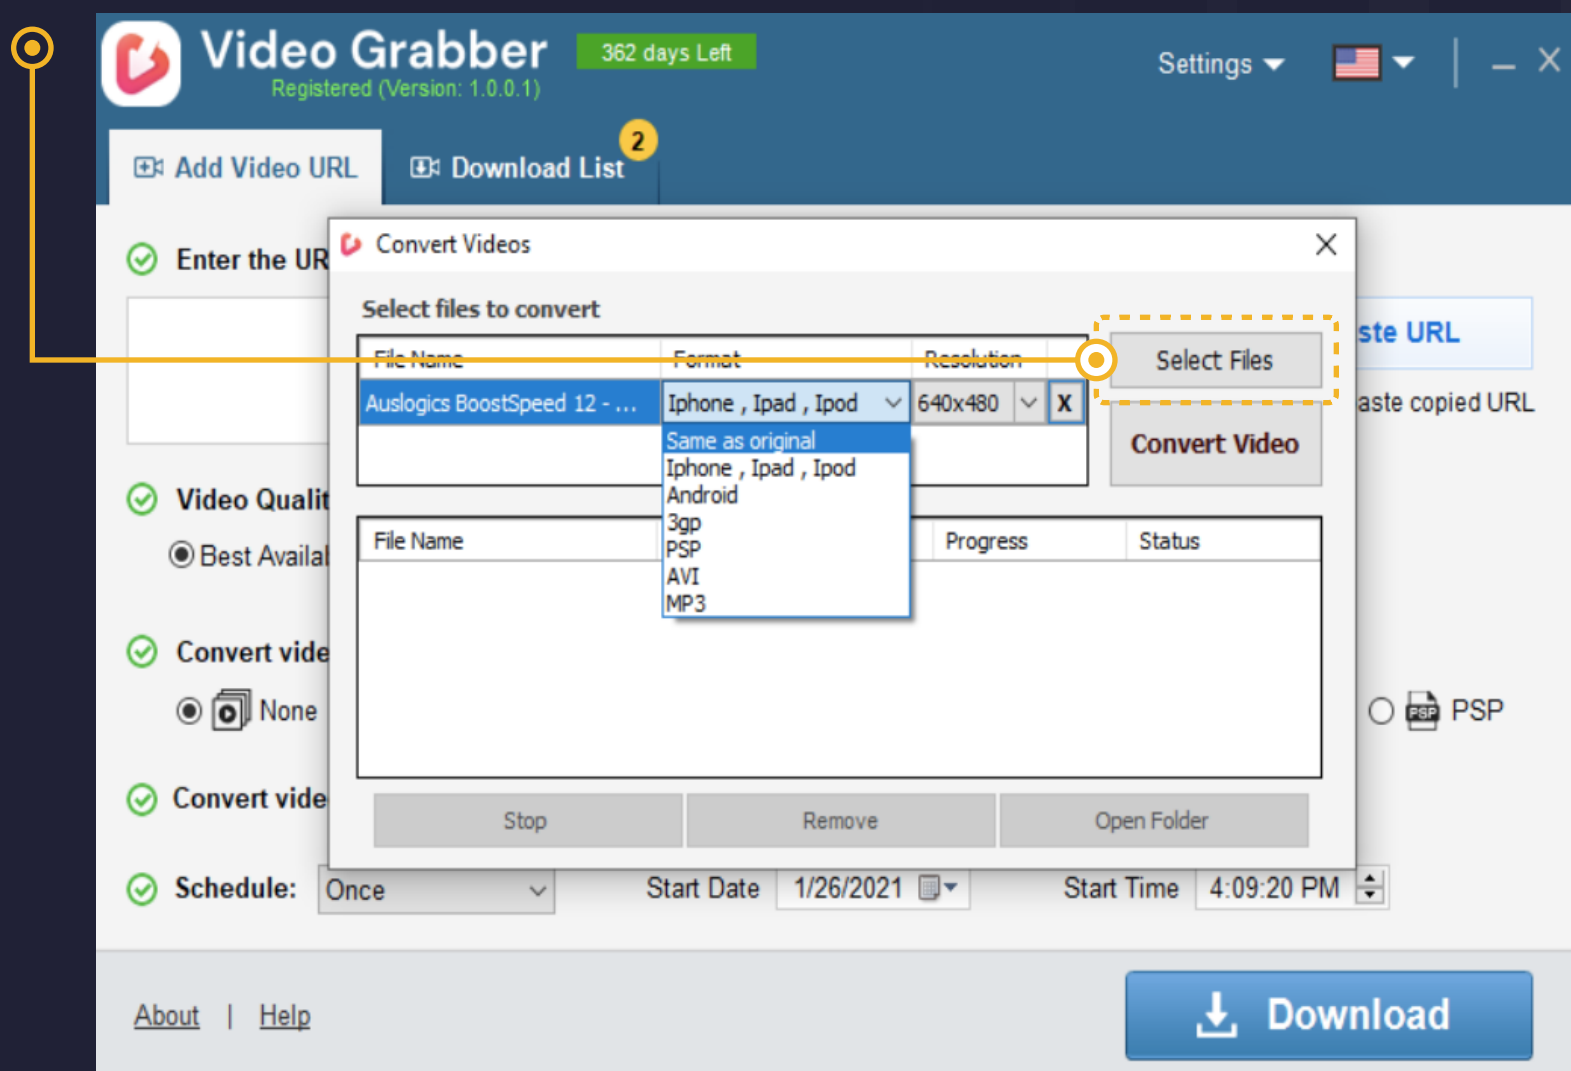 Video Grabber
362 days Left
Registered (Version: 1.0.0.1)
Settings
Add Video URL
Download List
2
Enter the UR
Convert Videos
Select files to convert
File Name Format Resolution
Select Files
ste URL
Auslogics BoostSpeed 12 - ... Iphone , Ipad , Ipod 640x480 X
aste copied URL
Same as original
Iphone , Ipad , Ipod
Android
3gp
PSP
AVI
MP3
Convert Video
Video Qualit
Best Availal
File Name Progress Status
Convert vide
None
PSP PSP
Convert vide
Stop Remove Open Folder
Schedule: Once Start Date 1/26/2021 Start Time 4:09:20 PM
About | Help
Download